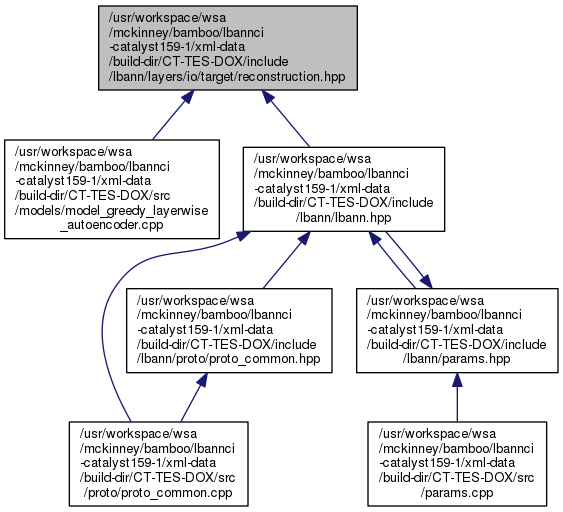 /usr/workspace/wsa
/mckinney/bamboo/lbannci
-catalyst159-1/xml-data
/build-dir/CT-TES-DOX/include
/lbann/layers/io/target/reconstruction.hpp
/usr/workspace/wsa
/mckinney/bamboo/lbannci
-catalyst159-1/xml-data
/build-dir/CT-TES-DOX/src
/models/model_greedy_layerwise
_autoencoder.cpp
/usr/workspace/wsa
/mckinney/bamboo/lbannci
-catalyst159-1/xml-data
/build-dir/CT-TES-DOX/include
/lbann/lbann.hpp
/usr/workspace/wsa
/mckinney/bamboo/lbannci
-catalyst159-1/xml-data
/build-dir/CT-TES-DOX/include
/lbann/proto/proto_common.hpp
/usr/workspace/wsa
/mckinney/bamboo/lbannci
-catalyst159-1/xml-data
/build-dir/CT-TES-DOX/include
/lbann/params.hpp
/usr/workspace/wsa
/mckinney/bamboo/lbannci
-catalyst159-1/xml-data
/build-dir/CT-TES-DOX/src
/proto/proto_common.cpp
/usr/workspace/wsa
/mckinney/bamboo/lbannci
-catalyst159-1/xml-data
/build-dir/CT-TES-DOX/src
/params.cpp